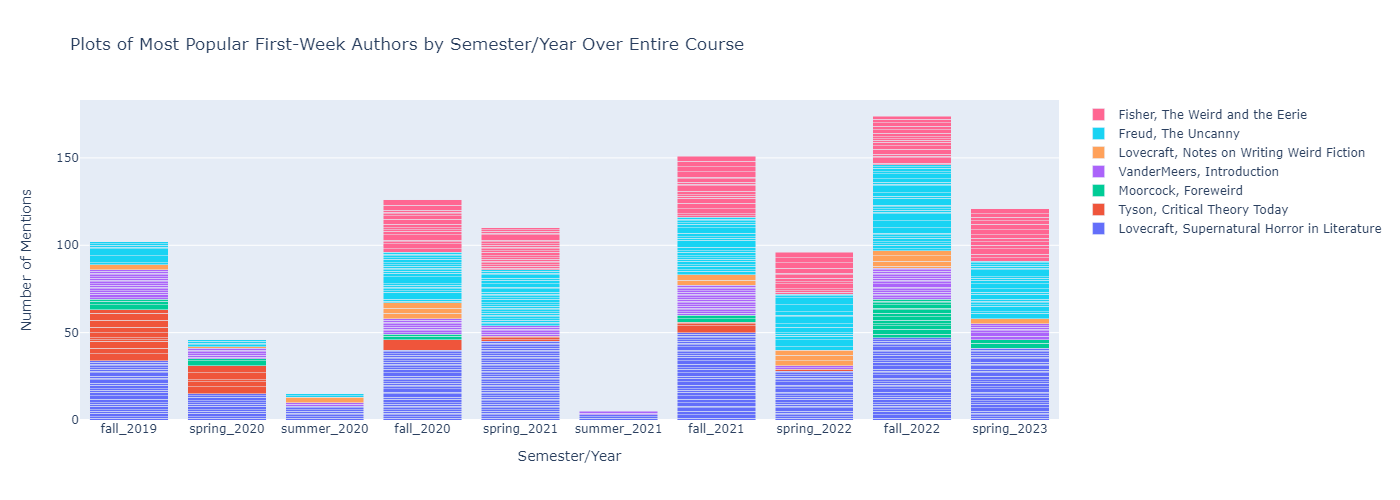 Plots of Most Popular First-Week Authors by Semester/Year Over Entire Course
Number of Mentions
150
100
50
0
fall_2019 spring_2020 summer_2020 fall_2020 spring_2021 summer_2021 fall_2021 spring_2022 fall_2022 spring_2023
Semester/Year
Fisher, The Weird and the Eerie
Freud, The Uncanny
Lovecraft, Notes on Writing Weird Fiction
VanderMeers, Introduction
Moorcock, Foreweird
Tyson, Critical Theory Today
Lovecraft, Supernatural Horror in Literature